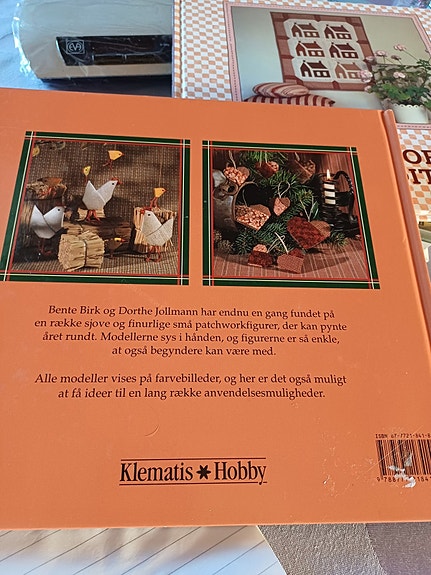 Bente Birk og Dorthe Jollmann har endnu en gang fundet på
en række sjove og finurlige små patchworkfigurer, der kan pynte
året rundt. Modellerne sys i hånden, og figurerne er så enkle,
at også begyndere kan være med.
Alle modeller vises på farvebilleder, og her er det også muligt
at få ideer til en lang række anvendelsesmuligheder.
Klematis Hobby